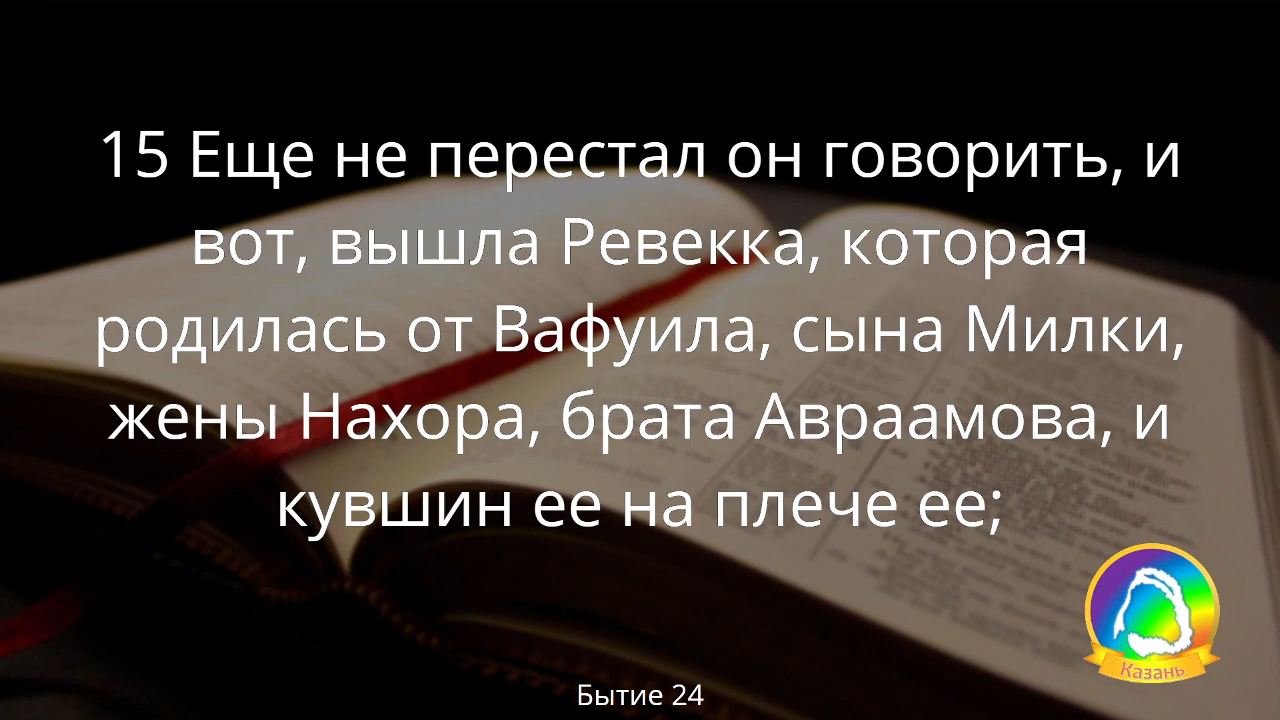 15 Еще не перестал он говорить, и
вот, вышла Ревекка, которая
родилась от Вафуила, сына Милки,
жены Нахора, брата Авраамова, и
кувшин ее на плече ее;
Казань
Бытие 24